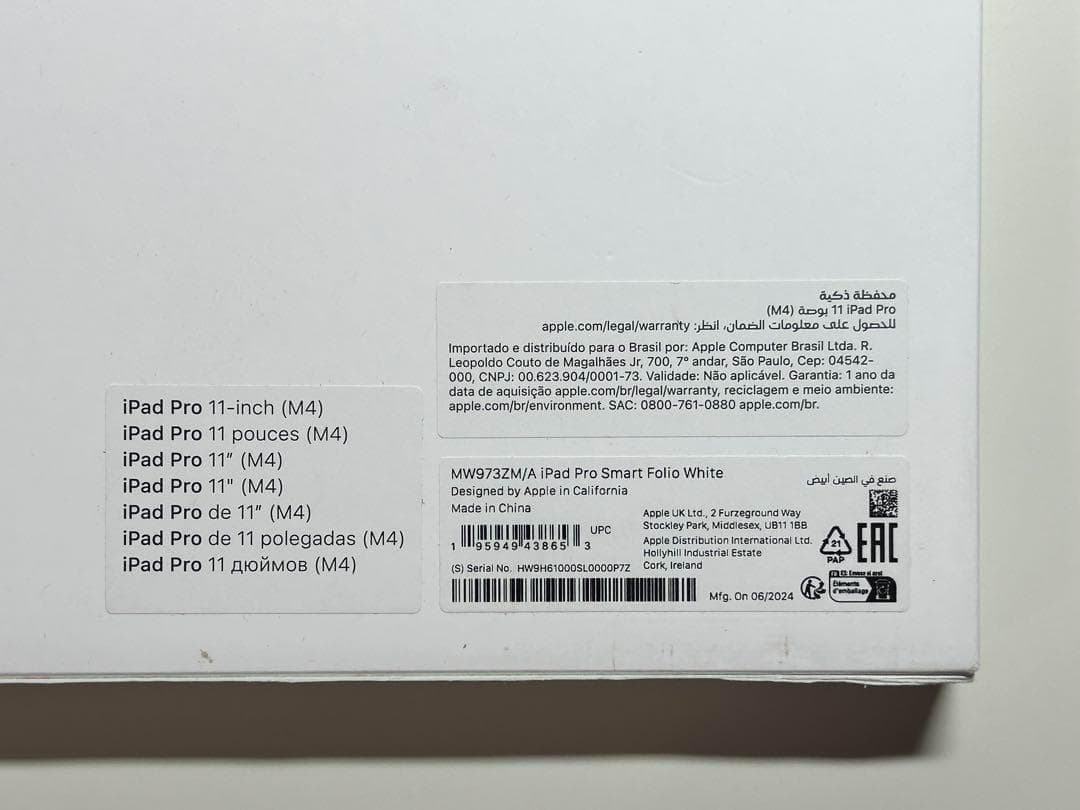 iPad Pro 11-inch (M4)
iPad Pro 11 pouces (M4)
iPad Pro 11″ (M4)
iPad Pro 11" (M4)
iPad Pro de 11″ (M4)
iPad Pro de 11 polegadas (M4)
iPad Pro 11 дюймов (M4)
محفظة ذكية
iPad Pro ‏11 بوصة (M4)
للحصول على معلومات الضمان، انظر: apple.com/legal/warranty
Importado e distribuído para o Brasil por: Apple Computer Brasil Ltda. R.
Leopoldo Couto de Magalhães Jr, 700, 7° andar, São Paulo, Cep: 04542-
000, CNPJ: 00.623.904/0001-73. Validade: Não aplicável. Garantia: 1 ano da
data de aquisição apple.com/br/legal/warranty, reciclagem e meio ambiente:
apple.com/br/environment. SAC: 0800-761-0880 apple.com/br.
MW973ZM/A iPad Pro Smart Folio White
Designed by Apple in California
Made in China
صنع في الصين أبيض
UPC
1 95949 43865 3
(S) Serial No. HW9H61000SL0000P7Z
Apple UK Ltd., 2 Furzeground Way
Stockley Park, Middlesex, UB11 1BB
Apple Distribution International Ltd.
Hollyhill Industrial Estate
Cork, Ireland
Mfg. On 06/2024
21
PAP
EAC
FR ES: Envase al azul
Éléments
d'emballage